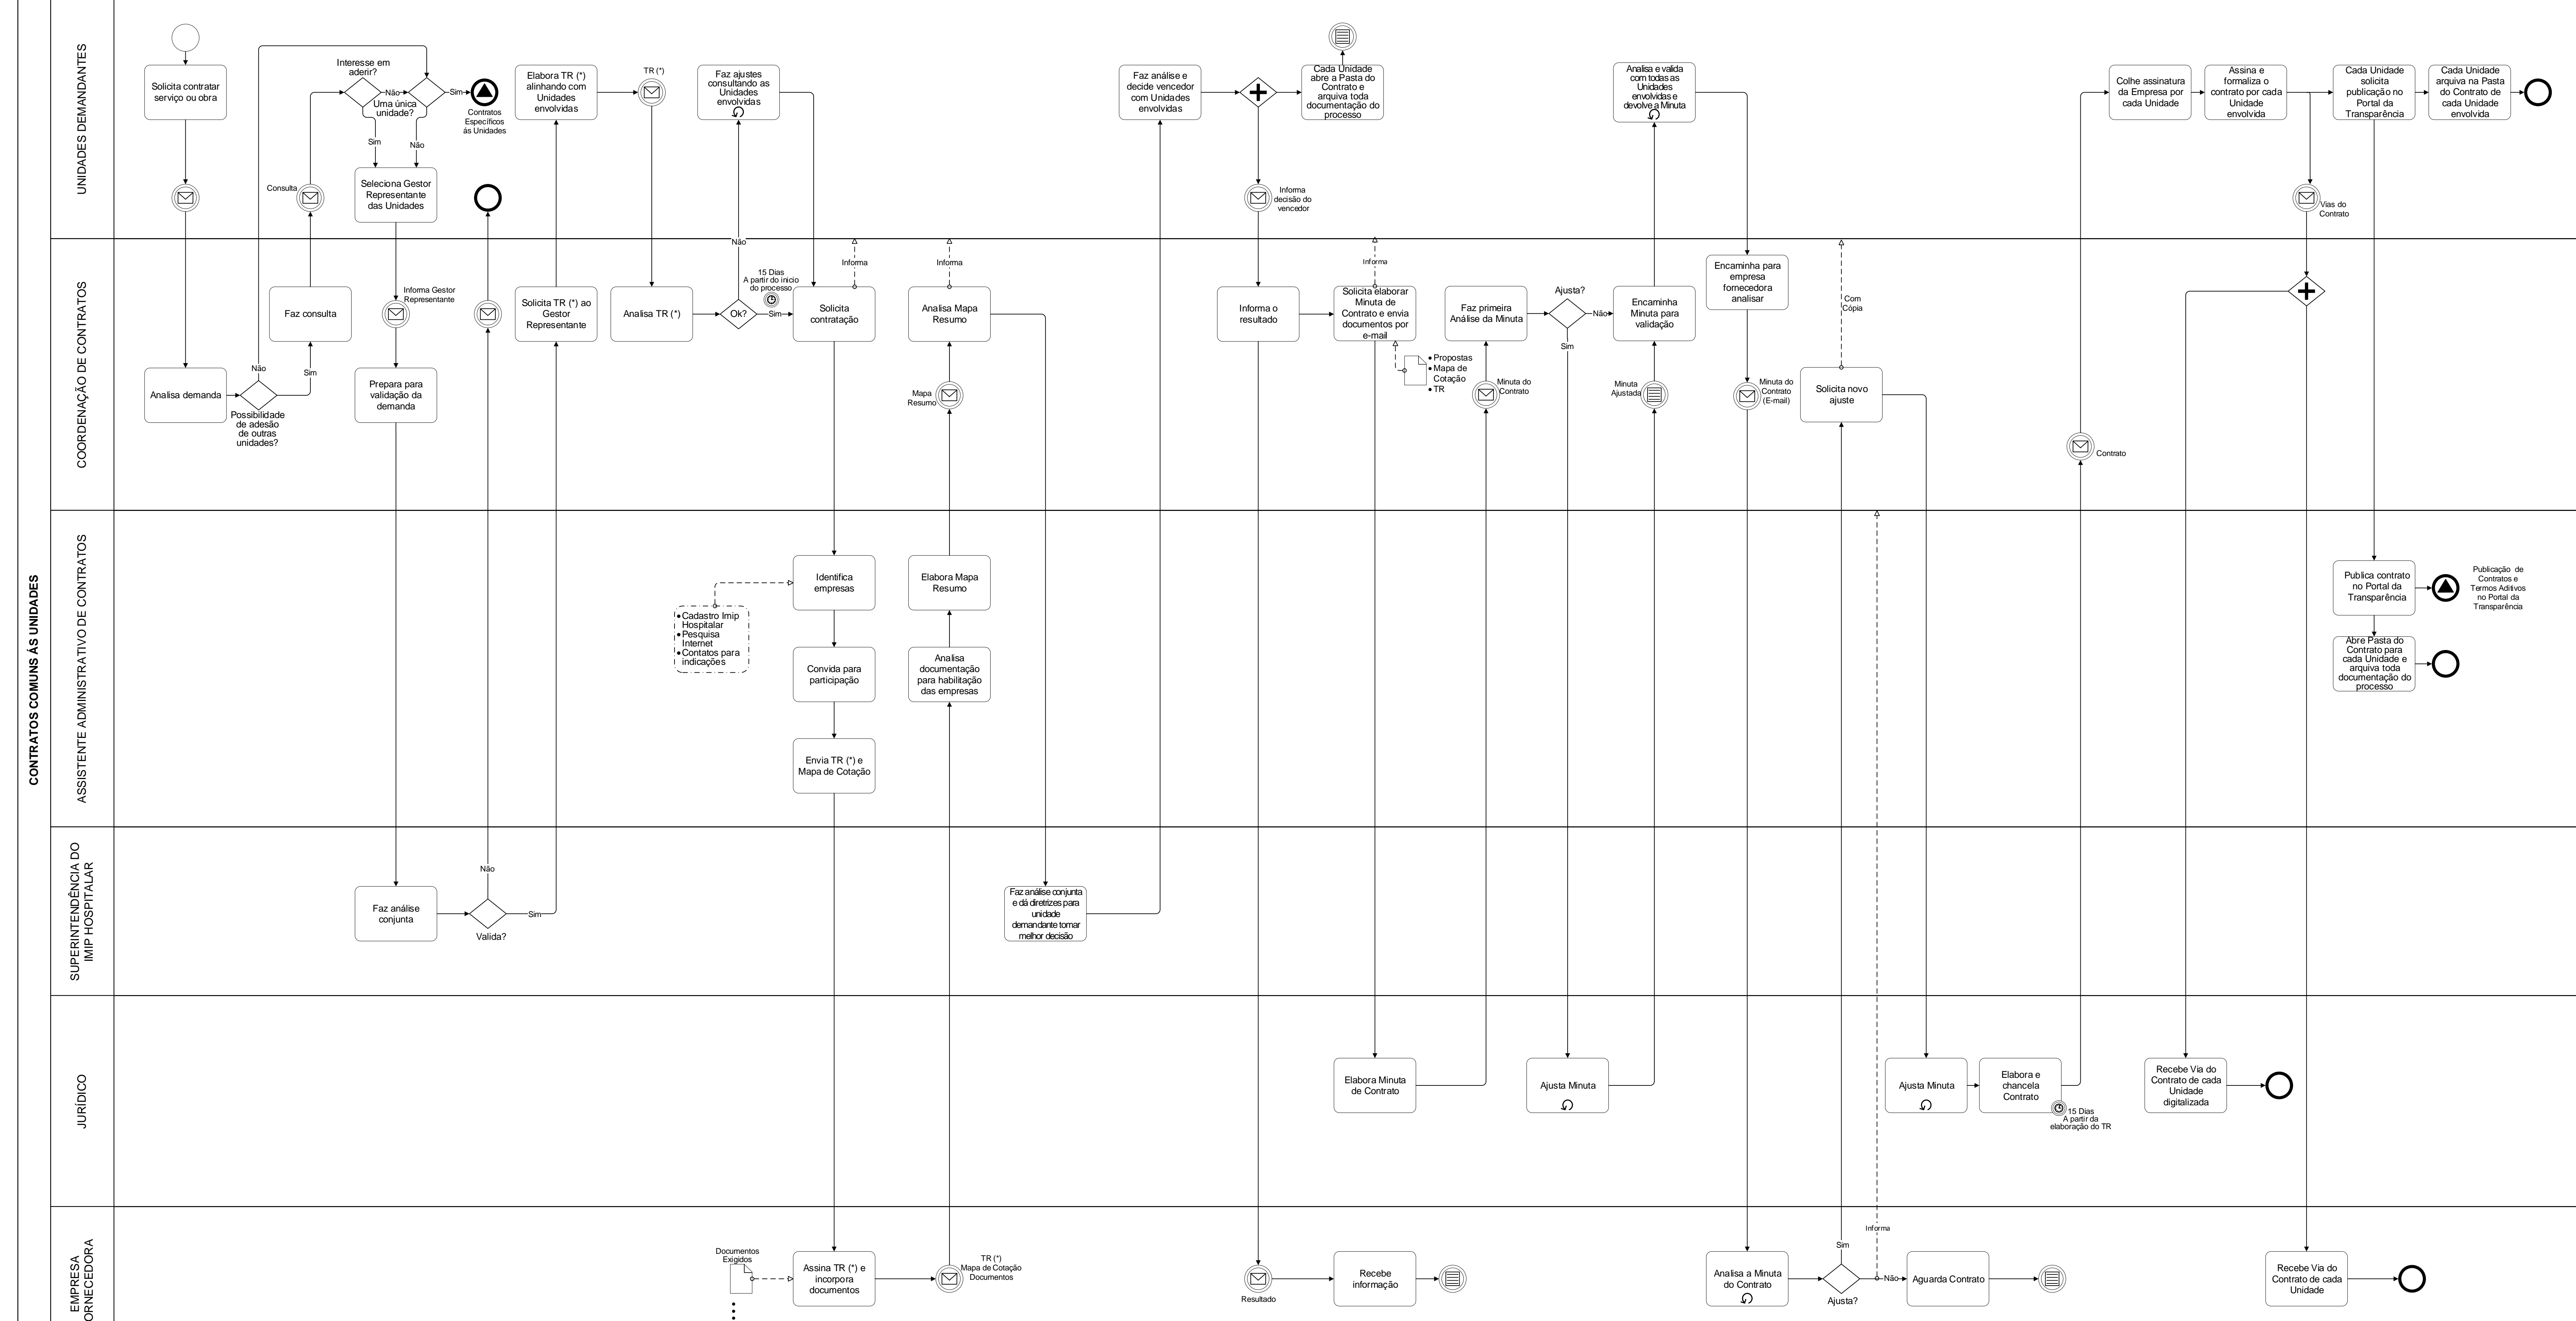 CONTRATOS COMUNS ÁS UNIDADES
UNIDADES DEMANDANTES
Solicita contratar
serviço ou obra
Consulta
Interesse em
aderir?
Não
Uma única
unidade?
Sim
Contratos
Específicos
ás Unidades
Sim
Não
Seleciona Gestor
Representante
das Unidades
Elabora TR (*)
alinhando com
Unidades
envolvidas
TR (*)
Faz ajustes
consultando as
Unidades
envolvidas
Faz análise e
decide vencedor
com Unidades
envolvidas
Cada Unidade
abre a Pasta do
Contrato e
arquiva toda
documentação do
processo
Informa
decisão do
vencedor
Analisa e valida
com todas as
Unidades
envolvidas e
devolve a Minuta
Colhe assinatura
da Empresa por
cada Unidade
Assina e
formaliza o
contrato por cada
Unidade
envolvida
Cada Unidade
solicita
publicação no
Portal da
Transparência
Cada Unidade
arquiva na Pasta
do Contrato de
cada Unidade
envolvida
Vias do
Contrato
COORDENAÇÃO DE CONTRATOS
Analisa demanda
Não
Possibilidade
de adesão
de outras
unidades?
Sim
Faz consulta
Informa Gestor
Representante
Prepara para
validação da
demanda
Solicita TR (*) ao
Gestor
Representante
Analisa TR (*)
Não
Ok?
15 Dias
A partir do inicio
do processo
Sim
Solicita
contratação
Informa
Analisa Mapa
Resumo
Informa
Mapa
Resumo
Informa o
resultado
Informa
Solicita elaborar
Minuta de
Contrato e envia
documentos por
e-mail
• Propostas
• Mapa de
Cotação
• TR
Faz primeira
Análise da Minuta
Minuta do
Contrato
Ajusta?
Não
Sim
Encaminha
Minuta para
validação
Minuta
Ajustada
Encaminha para
empresa
fornecedora
analisar
Minuta do
Contrato
(E-mail)
Com
Cópia
Solicita novo
ajuste
Contrato
ASSISTENTE ADMINISTRATIVO DE CONTRATOS
• Cadastro Imip
Hospitalar
• Pesquisa
Internet
• Contatos para
indicações
Identifica
empresas
Convida para
participação
Envia TR (*) e
Mapa de Cotação
Elabora Mapa
Resumo
Analisa
documentação
para habilitação
das empresas
Publica contrato
no Portal da
Transparência
Publicação de
Contratos e
Termos Aditivos
no Portal da
Transparência
Abre Pasta do
Contrato para
cada Unidade e
arquiva toda
documentação do
processo
SUPERINTENDÊNCIA DO
IMIP HOSPITALAR
Faz análise
conjunta
Não
Valida?
Sim
Faz análise conjunta
e dá diretrizes para
unidade
demandante tomar
melhor decisão
JURÍDICO
Elabora Minuta
de Contrato
Ajusta Minuta
Ajusta Minuta
Elabora e
chancela
Contrato
15 Dias
A partir da
elaboração do TR
Recebe Via do
Contrato de cada
Unidade
digitalizada
EMPRESA
ORNECEDORA
Documentos
Exigidos
Assina TR (*) e
incorpora
documentos
TR (*)
Mapa de Cotação
Documentos
Resultado
Recebe
informação
Analisa a Minuta
do Contrato
Sim
Ajusta?
Informa
Não
Aguarda Contrato
Recebe Via do
Contrato de cada
Unidade